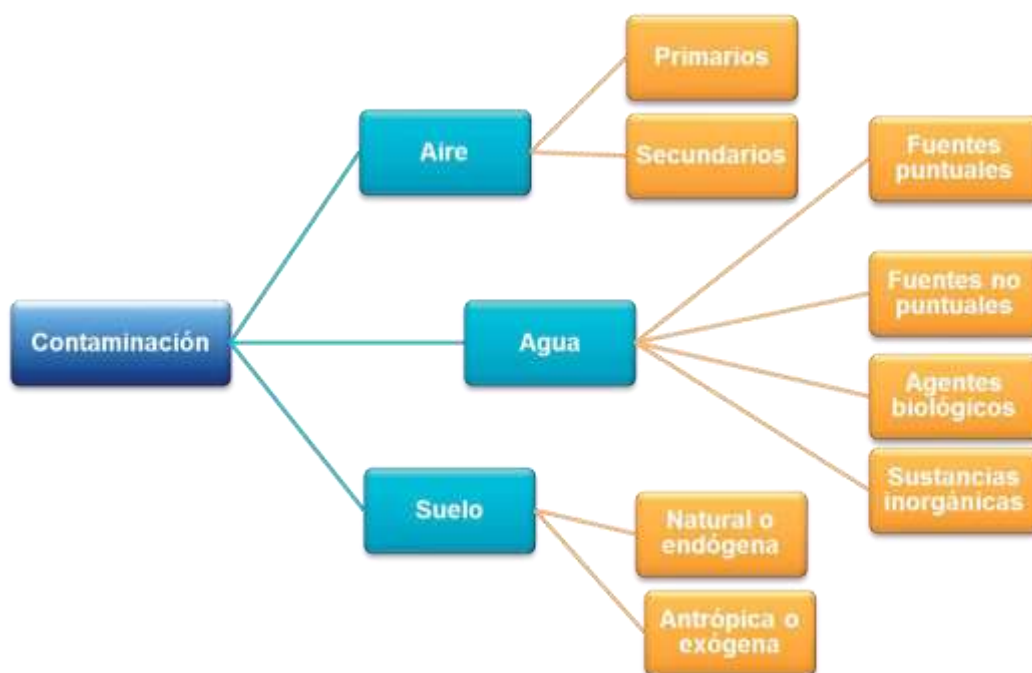 Contaminación
Aire
Primarios
Secundarios
Agua
Fuentes
puntuales
Fuentes no
puntuales
Agentes
biológicos
Sustancias
inorgánicas
Suelo
Natural o
endógena
Antrópica o
exógena